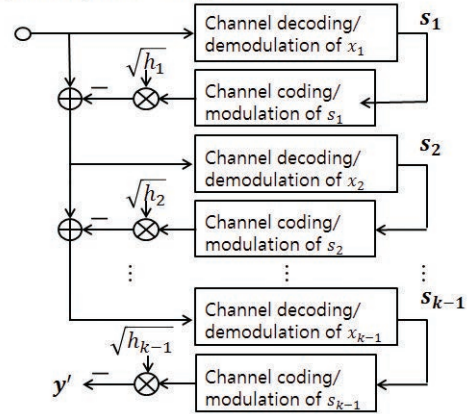 Channel decoding/
demodulation of x₁
s₁
√h₁
Channel coding/
modulation of s₁
−
Channel decoding/
demodulation of x₂
s₂
√h₂
Channel coding/
modulation of s₂
−
⋮ ⋮ ⋮
Channel decoding/
demodulation of xₖ₋₁
sₖ₋₁
√hₖ₋₁
Channel coding/
modulation of sₖ₋₁
−
y′